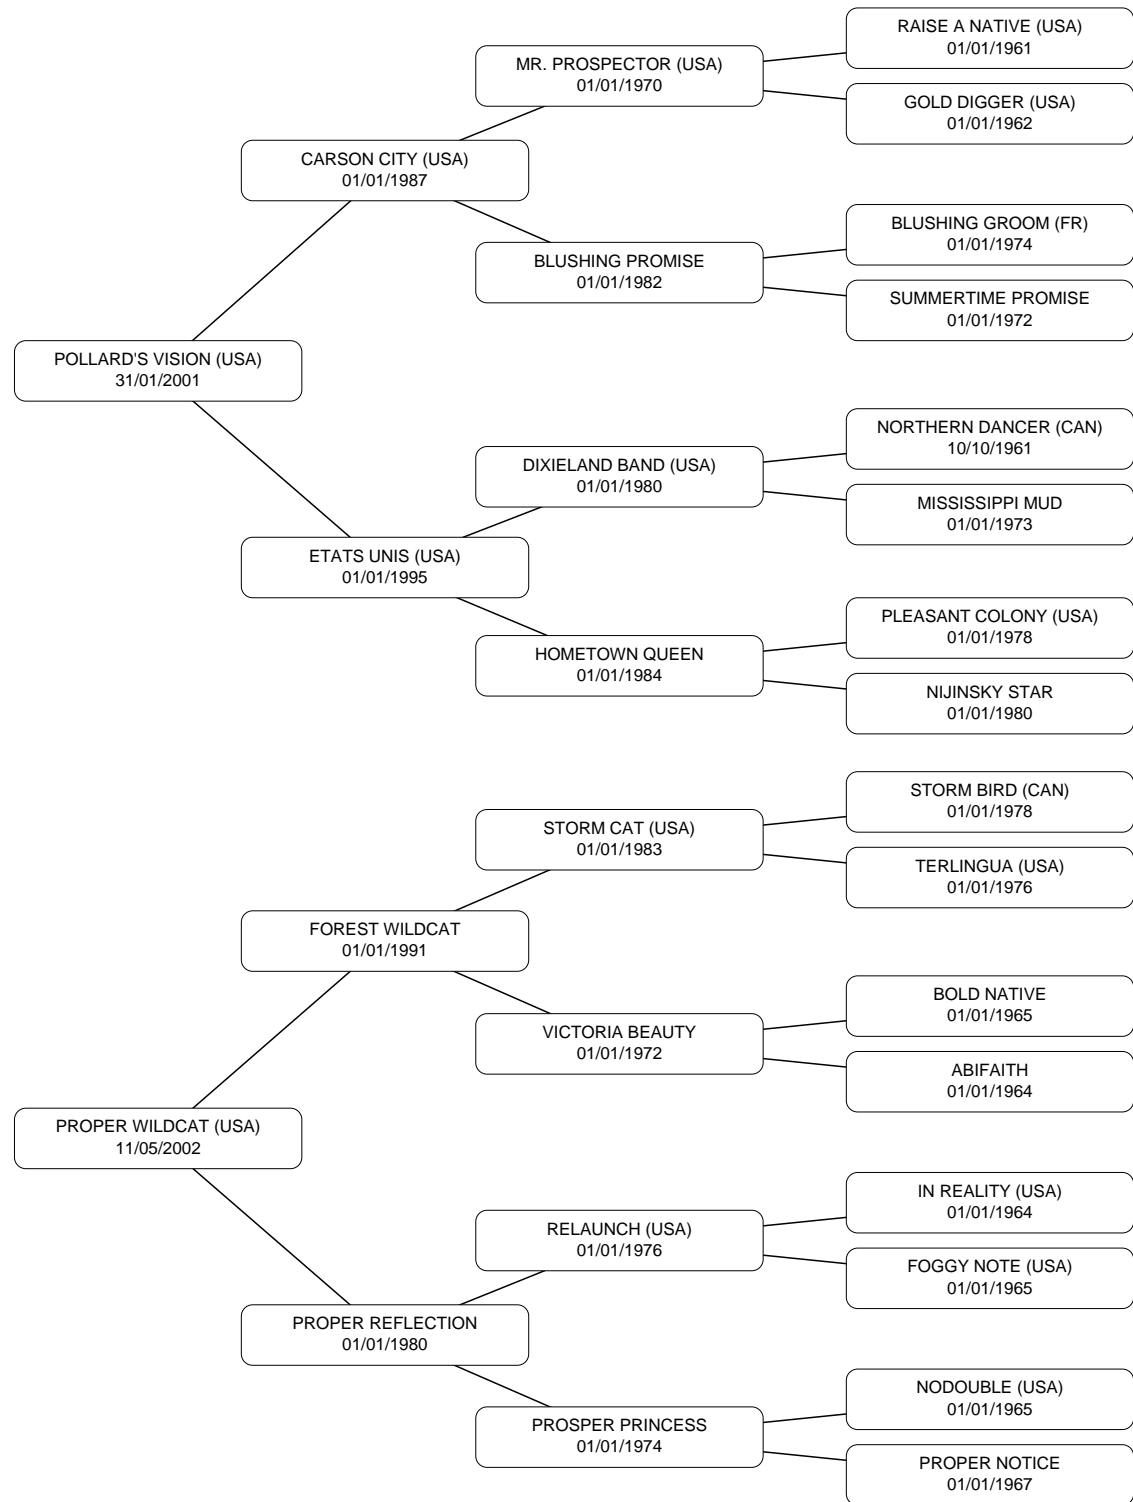 RAISE A NATIVE (USA)
01/01/1961
MR. PROSPECTOR (USA)
01/01/1970
GOLD DIGGER (USA)
01/01/1962
CARSON CITY (USA)
01/01/1987
BLUSHING GROOM (FR)
01/01/1974
BLUSHING PROMISE
01/01/1982
SUMMERTIME PROMISE
01/01/1972
POLLARD'S VISION (USA)
31/01/2001
NORTHERN DANCER (CAN)
10/10/1961
DIXIELAND BAND (USA)
01/01/1980
MISSISSIPPI MUD
01/01/1973
ETATS UNIS (USA)
01/01/1995
PLEASANT COLONY (USA)
01/01/1978
HOMETOWN QUEEN
01/01/1984
NIJINSKY STAR
01/01/1980
STORM BIRD (CAN)
01/01/1978
STORM CAT (USA)
01/01/1983
TERLINGUA (USA)
01/01/1976
FOREST WILDCAT
01/01/1991
BOLD NATIVE
01/01/1965
VICTORIA BEAUTY
01/01/1972
ABIFAITH
01/01/1964
PROPER WILDCAT (USA)
11/05/2002
IN REALITY (USA)
01/01/1964
RELAUNCH (USA)
01/01/1976
FOGGY NOTE (USA)
01/01/1965
PROPER REFLECTION
01/01/1980
NODOUBLE (USA)
01/01/1965
PROSPER PRINCESS
01/01/1974
PROPER NOTICE
01/01/1967